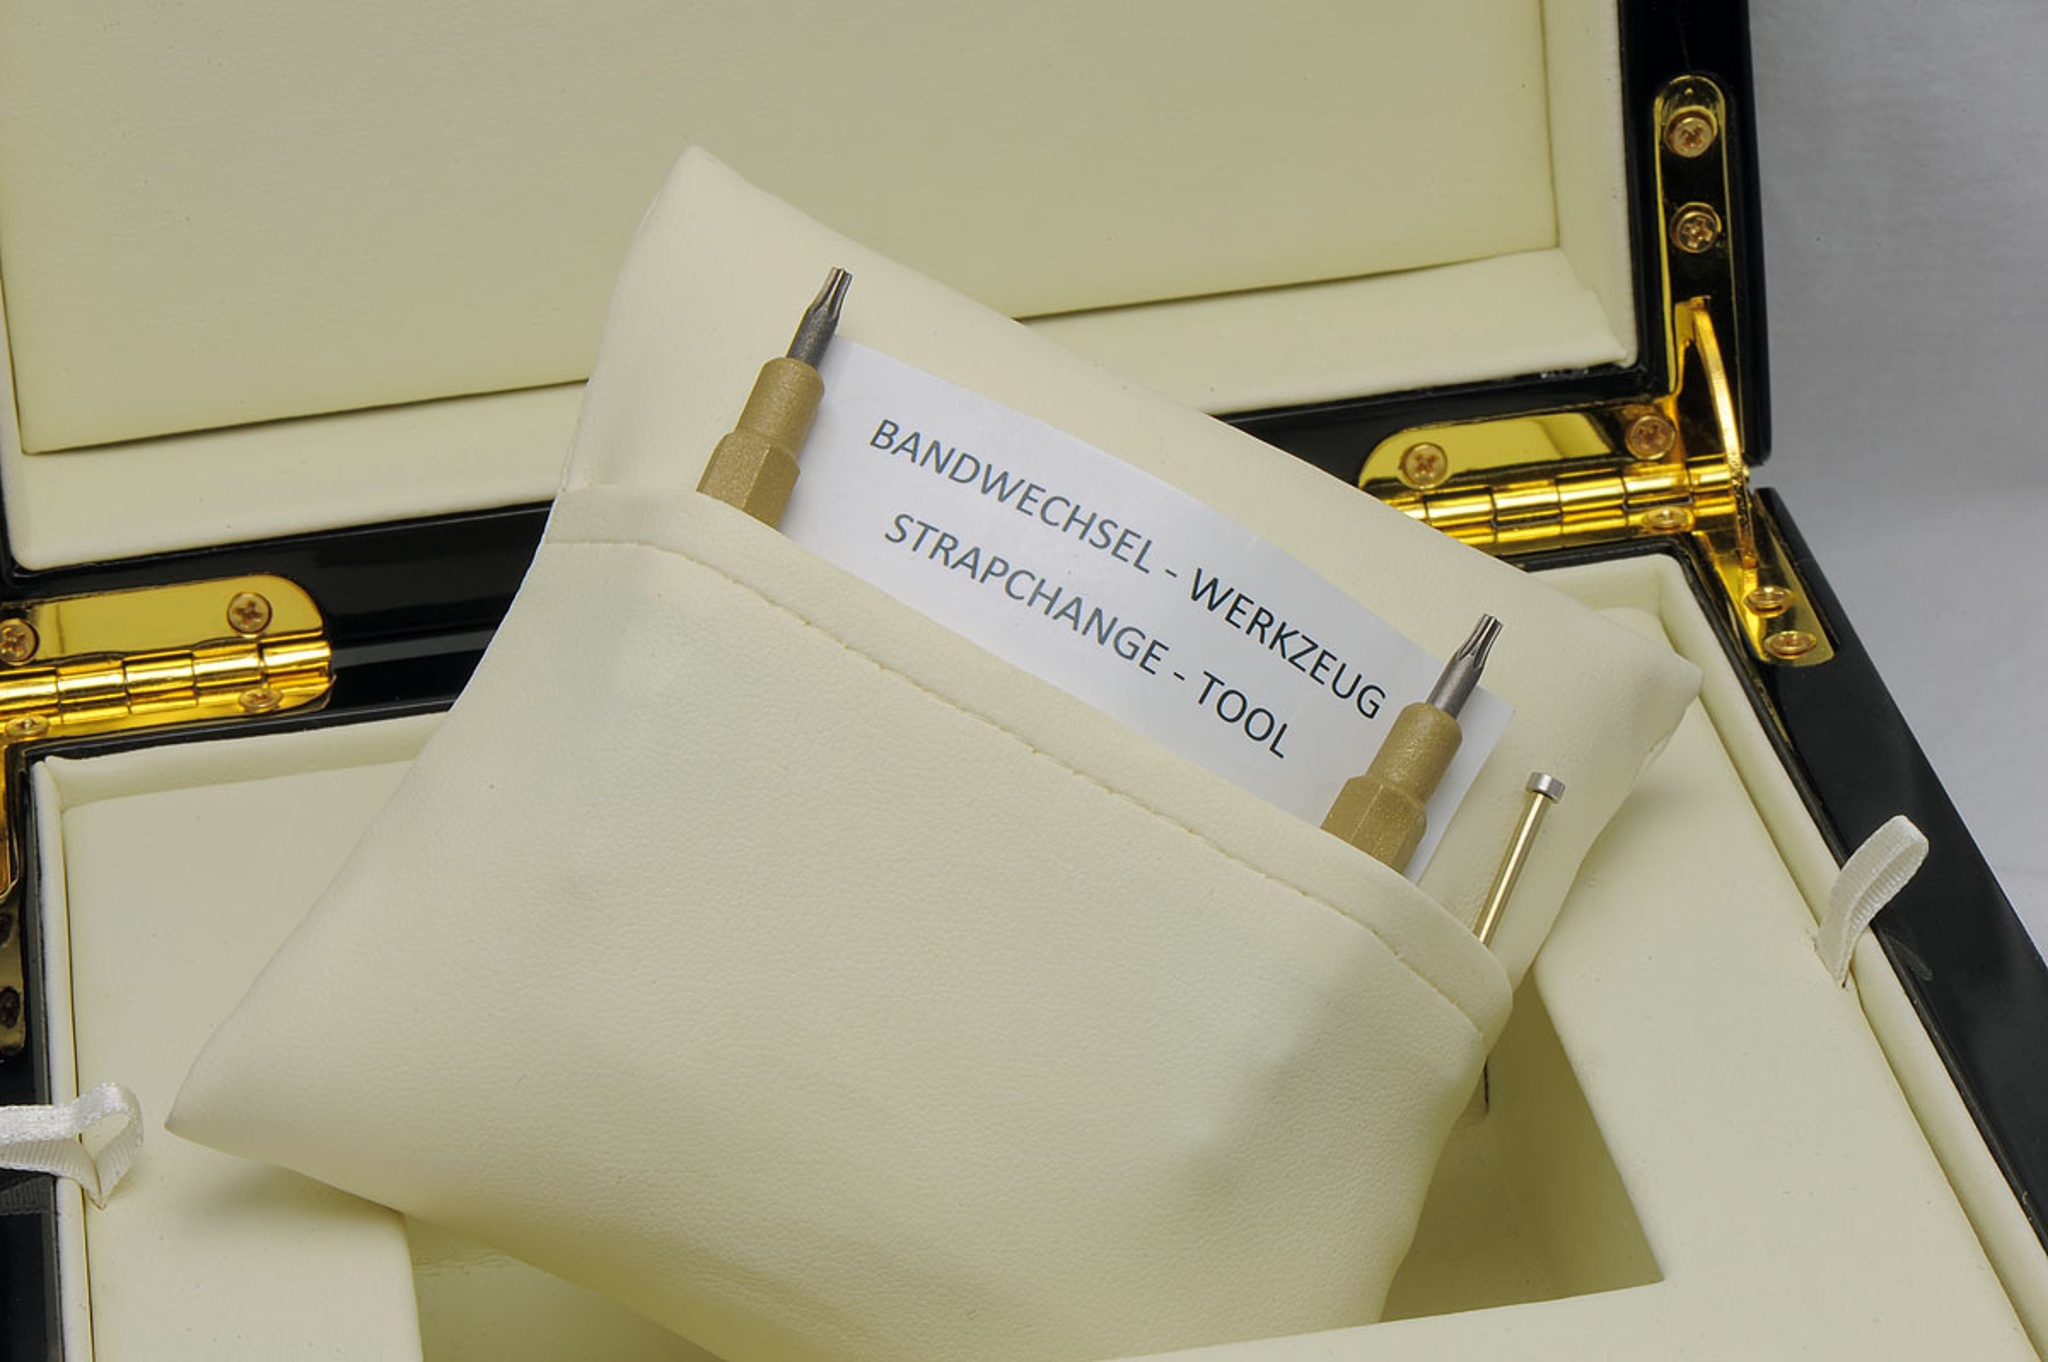 BANDWECHSEL - WERKZEUG
STRAPCHANGE - TOOL